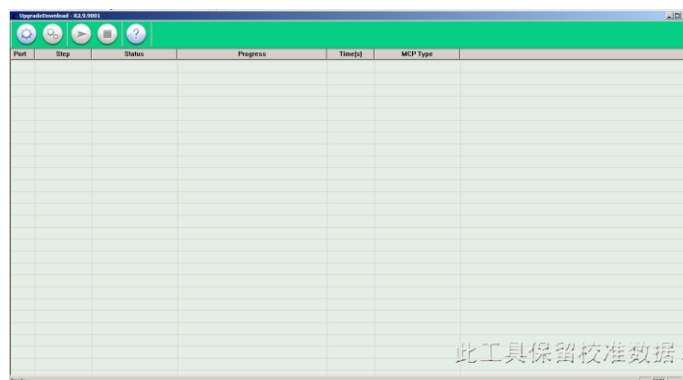 UpgradeDownload - R2.9.9001
Port Step Status Progress Time(s) MCP Type
此工具保留校准数据